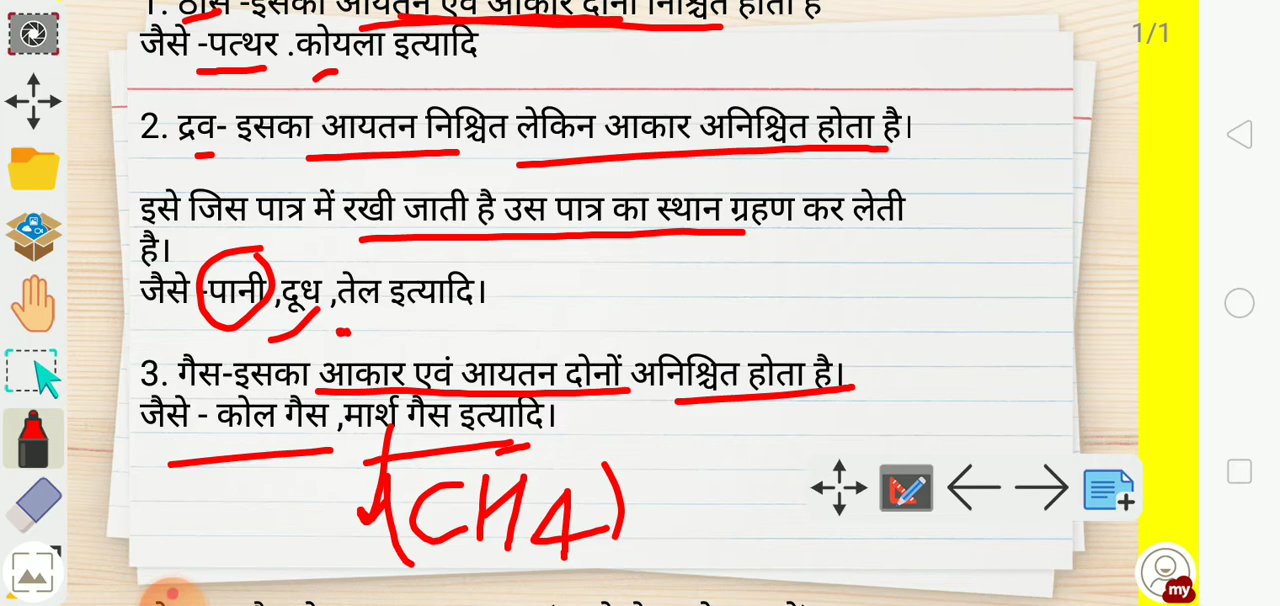 1. ठोस -इसका आयतन एवं आकार दोनों निश्चित होता है
1/1
जैसे -पत्थर .कोयला इत्यादि
2. द्रव- इसका आयतन निश्चित लेकिन आकार अनिश्चित होता है।
इसे जिस पात्र में रखी जाती है उस पात्र का स्थान ग्रहण कर लेती
है।
जैसे -पानी ,दूध ,तेल इत्यादि।
3. गैस-इसका आकार एवं आयतन दोनों अनिश्चित होता है।
जैसे - कोल गैस ,मार्श गैस इत्यादि।
(CH4)
my